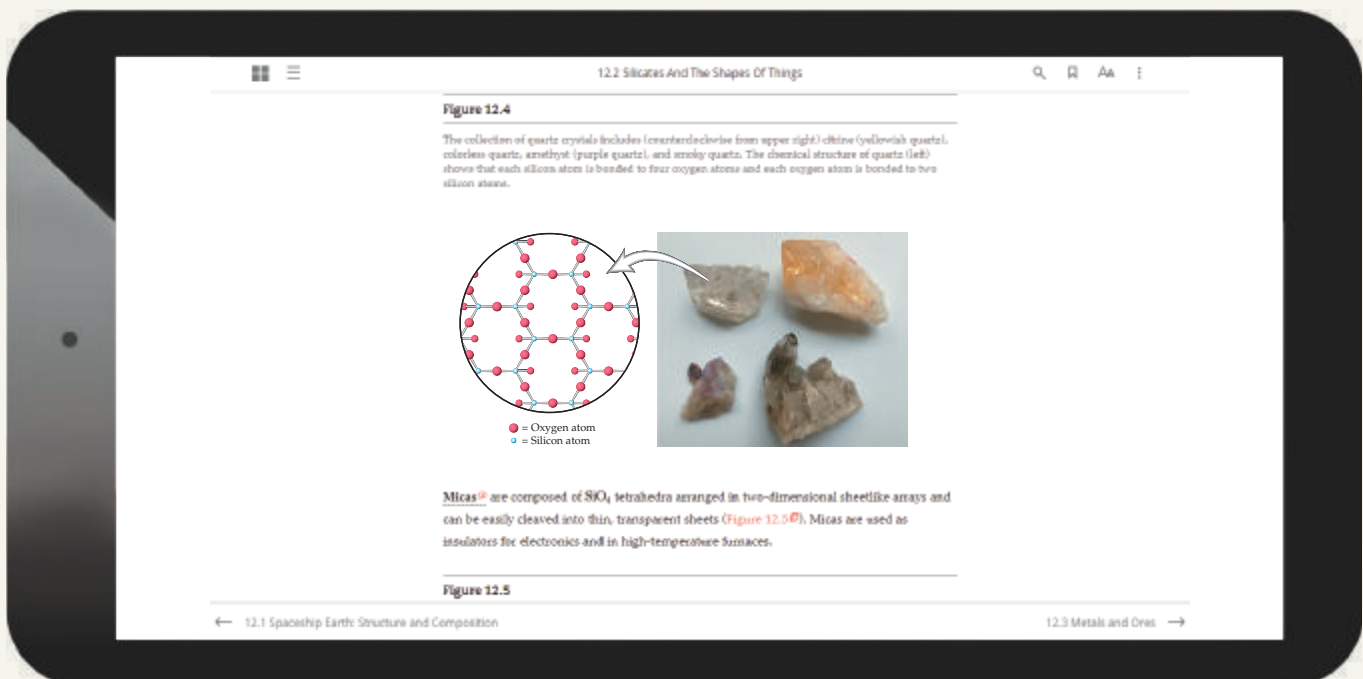 12.2 Silicates And The Shapes Of Things
Figure 12.4
The collection of quartz crystals includes (counterclockwise from upper right) citrine (yellowish quartz),
colorless quartz, amethyst (purple quartz), and smoky quartz. The chemical structure of quartz (left)
shows that each silicon atom is bonded to four oxygen atoms and each oxygen atom is bonded to two
silicon atoms.
= Oxygen atom
= Silicon atom
Micas are composed of SiO₄ tetrahedra arranged in two-dimensional sheetlike arrays and
can be easily cleaved into thin, transparent sheets (Figure 12.5). Micas are used as
insulators for electronics and in high-temperature furnaces.
Figure 12.5
← 12.1 Spaceship Earth: Structure and Composition
12.3 Metals and Ores →